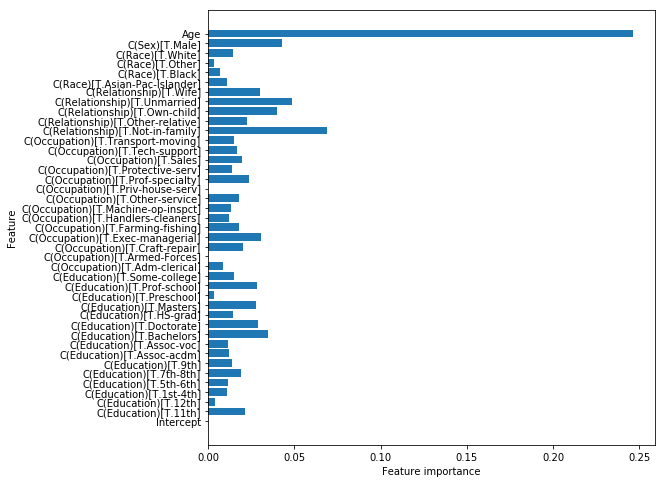 Age
C(Sex)[T.Male]
C(Race)[T.White]
C(Race)[T.Other]
C(Race)[T.Black]
C(Race)[T.Asian-Pac-Islander]
C(Relationship)[T.Wife]
C(Relationship)[T.Unmarried]
C(Relationship)[T.Own-child]
C(Relationship)[T.Other-relative]
C(Relationship)[T.Not-in-family]
C(Occupation)[T.Transport-moving]
C(Occupation)[T.Tech-support]
C(Occupation)[T.Sales]
C(Occupation)[T.Protective-serv]
C(Occupation)[T.Prof-specialty]
C(Occupation)[T.Priv-house-serv]
C(Occupation)[T.Other-service]
C(Occupation)[T.Machine-op-inspct]
C(Occupation)[T.Handlers-cleaners]
C(Occupation)[T.Farming-fishing]
C(Occupation)[T.Exec-managerial]
C(Occupation)[T.Craft-repair]
C(Occupation)[T.Armed-Forces]
C(Occupation)[T.Adm-clerical]
C(Education)[T.Some-college]
C(Education)[T.Prof-school]
C(Education)[T.Preschool]
C(Education)[T.Masters]
C(Education)[T.HS-grad]
C(Education)[T.Doctorate]
C(Education)[T.Bachelors]
C(Education)[T.Assoc-voc]
C(Education)[T.Assoc-acdm]
C(Education)[T.9th]
C(Education)[T.7th-8th]
C(Education)[T.5th-6th]
C(Education)[T.1st-4th]
C(Education)[T.12th]
C(Education)[T.11th]
Intercept
Feature
0.00 0.05 0.10 0.15 0.20 0.25
Feature importance